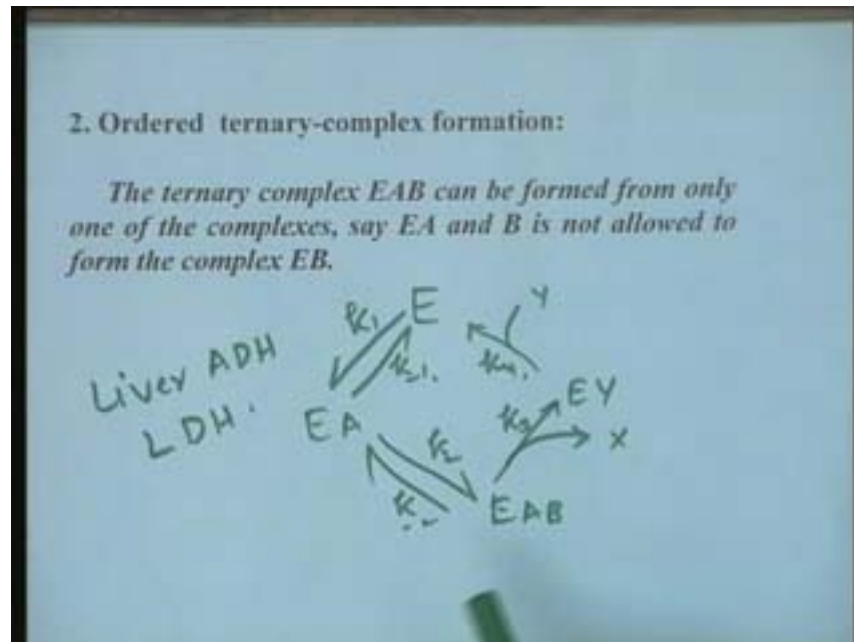 2. Ordered ternary-complex formation:
The ternary complex EAB can be formed from only
one of the complexes, say EA and B is not allowed to
form the complex EB.
k1 E Y
Liver ADH k-1. k4.
LDH. EA EY
k2 k3 X
k EAB